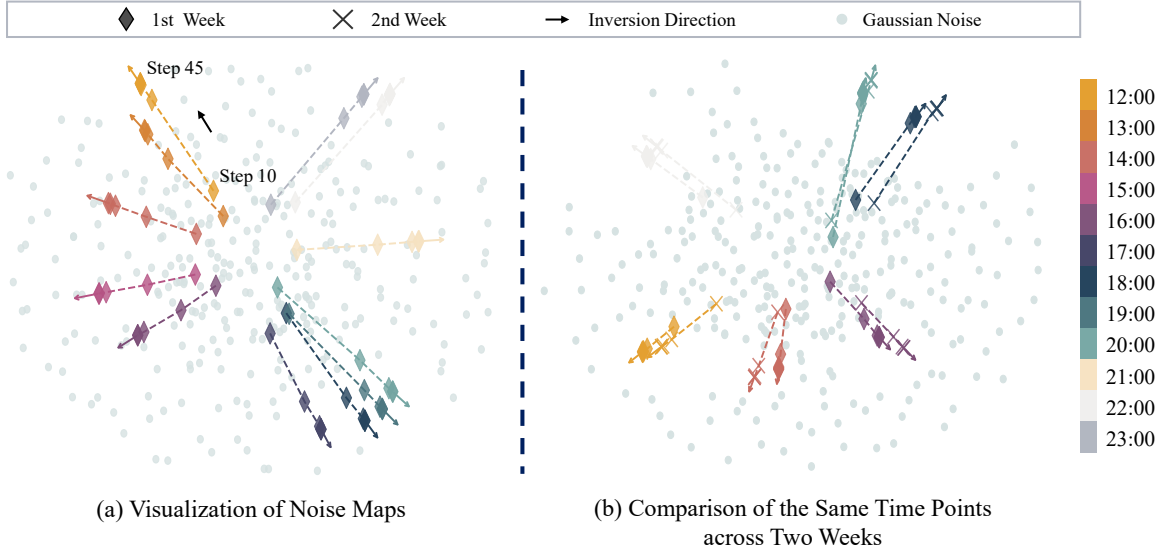 1st Week
2nd Week
Inversion Direction
Gaussian Noise
Step 45
Step 10
12:00
13:00
14:00
15:00
16:00
17:00
18:00
19:00
20:00
21:00
22:00
23:00
(a) Visualization of Noise Maps
(b) Comparison of the Same Time Points
across Two Weeks